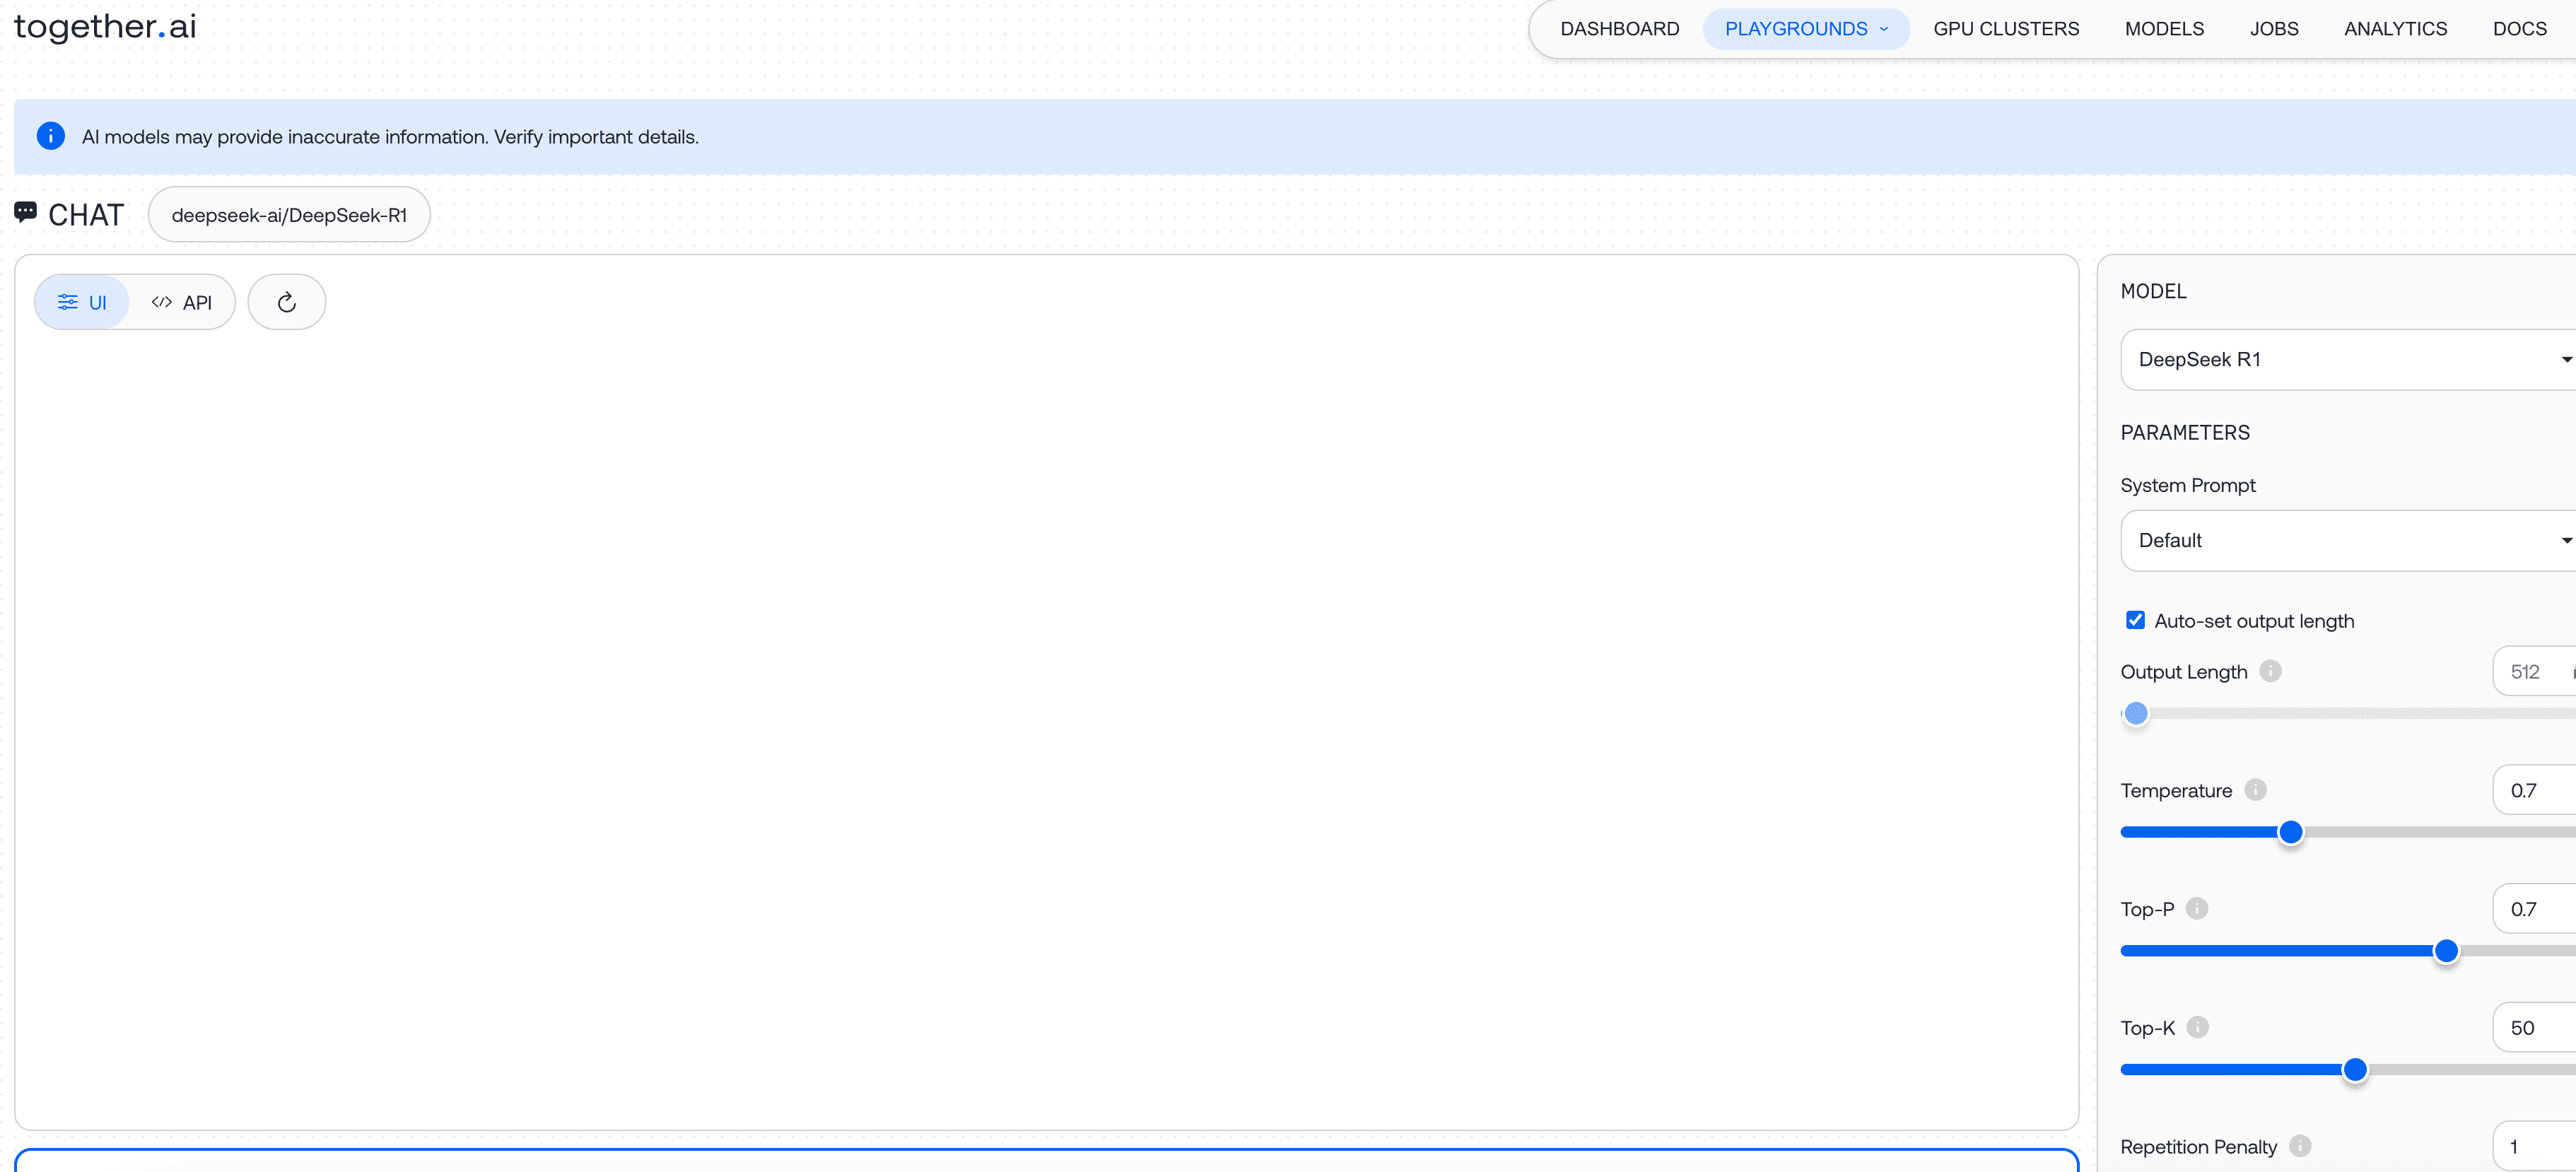 together.ai
DASHBOARD PLAYGROUNDS GPU CLUSTERS MODELS JOBS ANALYTICS DOCS
AI models may provide inaccurate information. Verify important details.
CHAT deepseek-ai/DeepSeek-R1
UI </> API
MODEL
DeepSeek R1
PARAMETERS
System Prompt
Default
Auto-set output length
Output Length 512
Temperature 0.7
Top-P 0.7
Top-K 50
Repetition Penalty 1